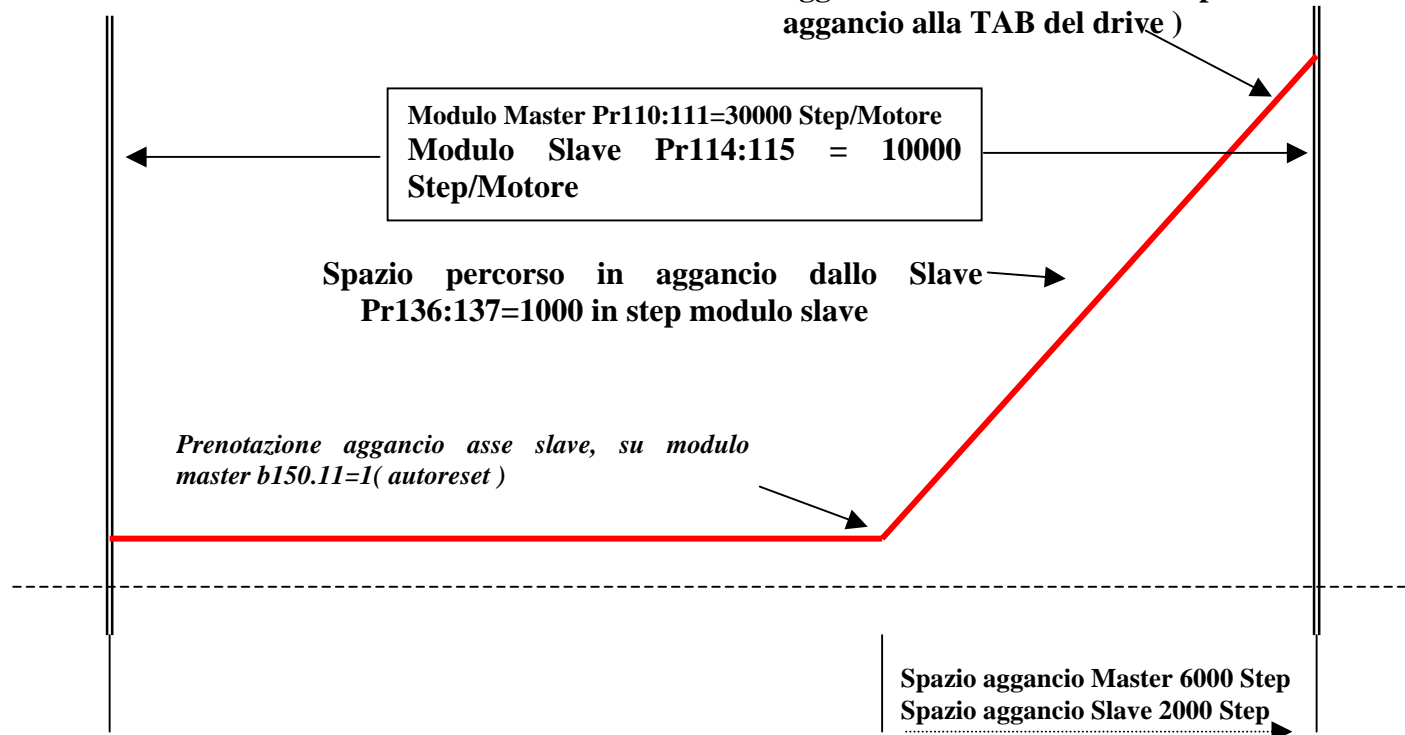 aggancio alla TAB del drive )
Modulo Master Pr110:111=30000 Step/Motore
Modulo Slave Pr114:115 = 10000
Step/Motore
Spazio percorso in aggancio dallo Slave
Pr136:137=1000 in step modulo slave
Prenotazione aggancio asse slave, su modulo
master b150.11=1( autoreset )
Spazio aggancio Master 6000 Step
Spazio aggancio Slave 2000 Step